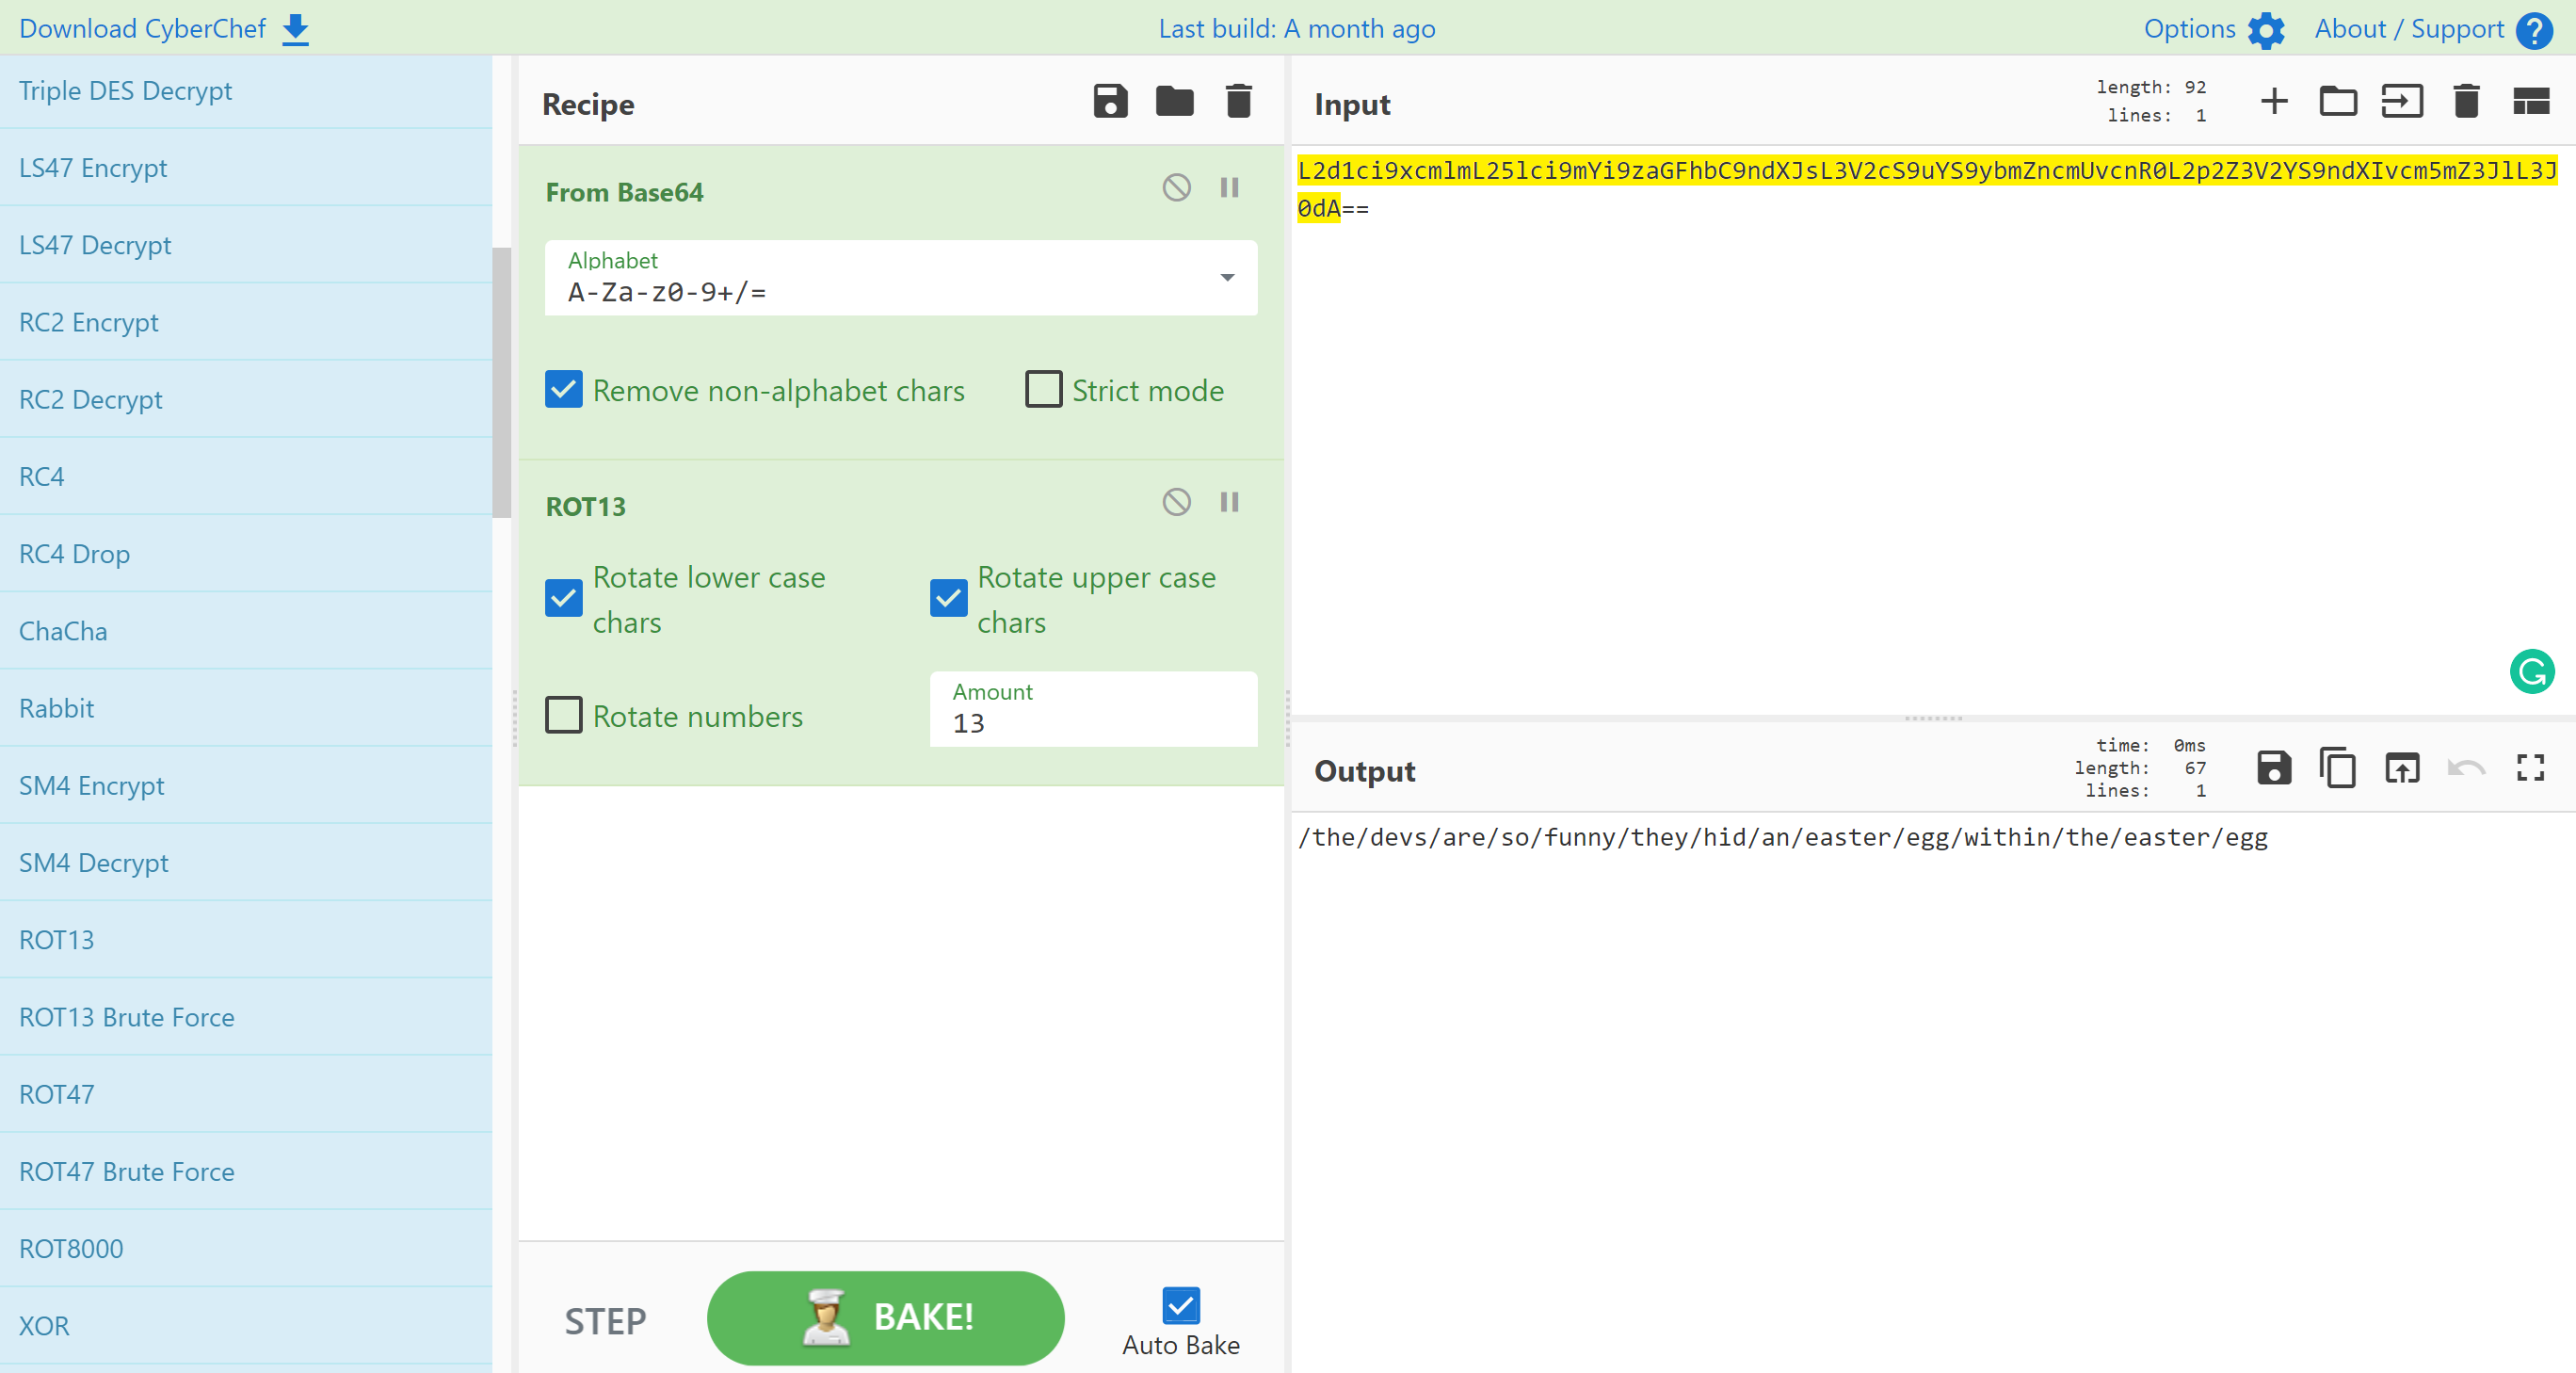 Download CyberChef
Last build: A month ago
Options
About / Support
Triple DES Decrypt
LS47 Encrypt
LS47 Decrypt
RC2 Encrypt
RC2 Decrypt
RC4
RC4 Drop
ChaCha
Rabbit
SM4 Encrypt
SM4 Decrypt
ROT13
ROT13 Brute Force
ROT47
ROT47 Brute Force
ROT8000
XOR
Recipe
From Base64
Alphabet
A-Za-z0-9+/=
Remove non-alphabet chars
Strict mode
ROT13
Rotate lower case
chars
Rotate upper case
chars
Rotate numbers
Amount
13
STEP
BAKE!
Auto Bake
Input
length: 92
lines: 1
L2d1ci9xcmlmL25lci9mYi9zaGFhbC9ndXJsL3V2cS9uYS9ybmZncmUvcnR0L2p2Z3V2YS9ndXIvcm5mZ3JlL3J
0dA==
Output
time: 0ms
length: 67
lines: 1
/the/devs/are/so/funny/they/hid/an/easter/egg/within/the/easter/egg